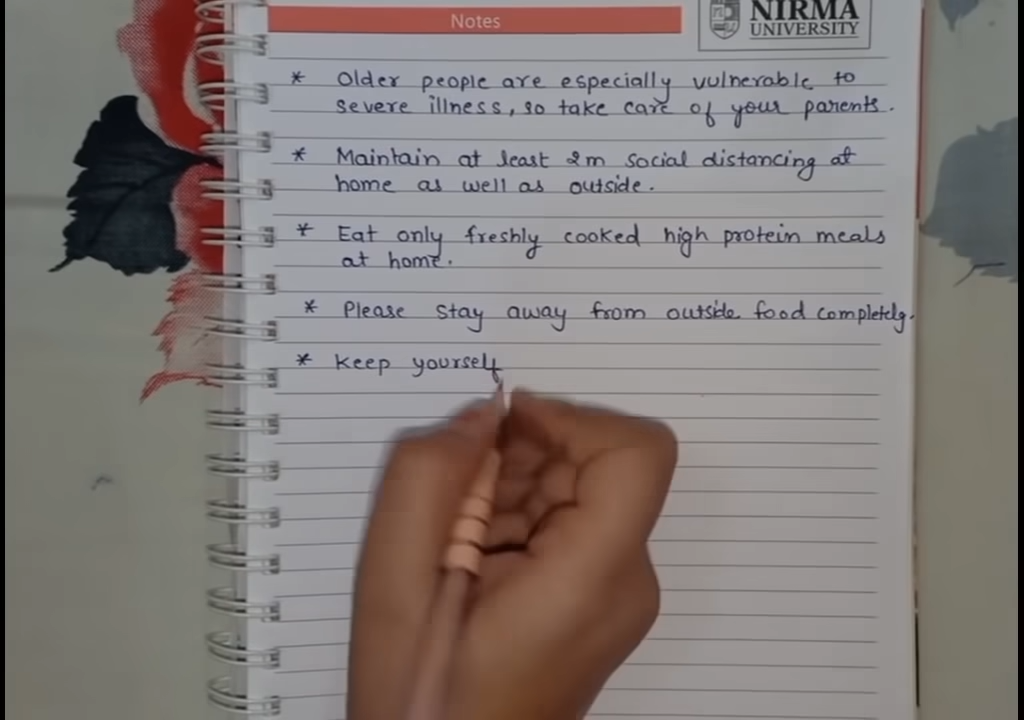 Notes
NIRMA
UNIVERSITY
* Older people are especially vulnerable to
severe illness, so take care of your parents.
* Maintain at least 2m social distancing at
home as well as outside.
* Eat only freshly cooked high protein meals
at home.
* Please stay away from outside food completely.
* Keep yourself